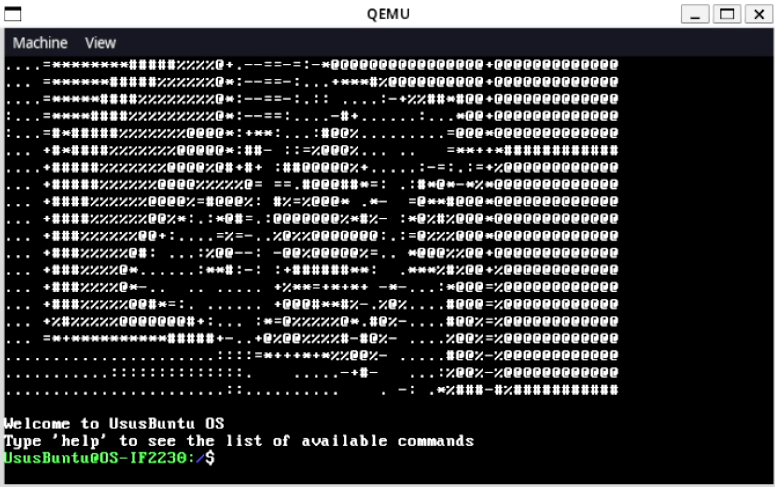 QEMU
Machine View
Welcome to UsusBuntu OS
Type 'help' to see the list of available commands
UsusBuntu@OS-IF2230:/$